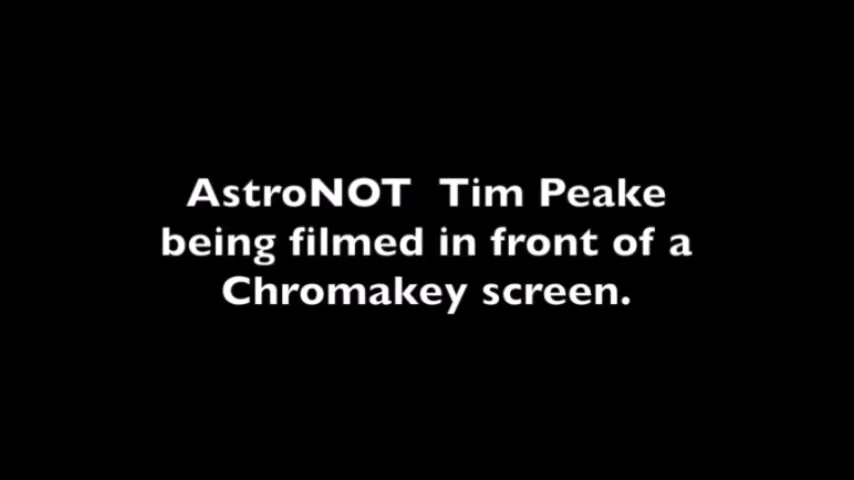 AstroNOT  Tim Peake
being filmed in front of a
Chromakey screen.